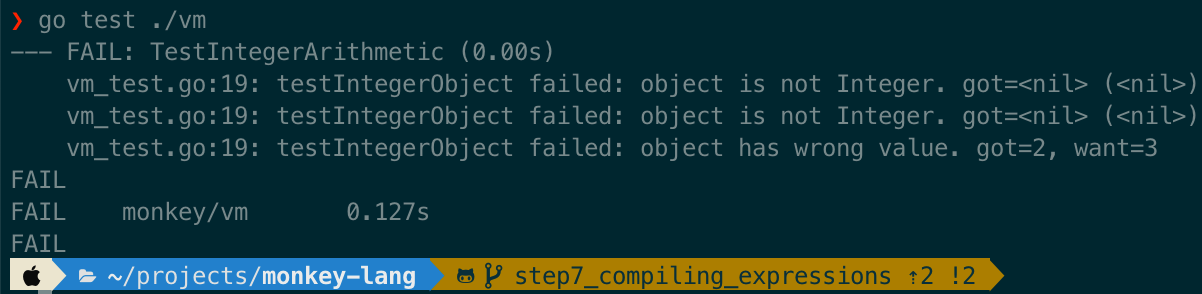 ❯ go test ./vm
--- FAIL: TestIntegerArithmetic (0.00s)
    vm_test.go:19: testIntegerObject failed: object is not Integer. got=<nil> (<nil>)
    vm_test.go:19: testIntegerObject failed: object is not Integer. got=<nil> (<nil>)
    vm_test.go:19: testIntegerObject failed: object has wrong value. got=2, want=3
FAIL
FAIL    monkey/vm       0.127s
FAIL
~/projects/monkey-lang step7_compiling_expressions ⇡2 !2